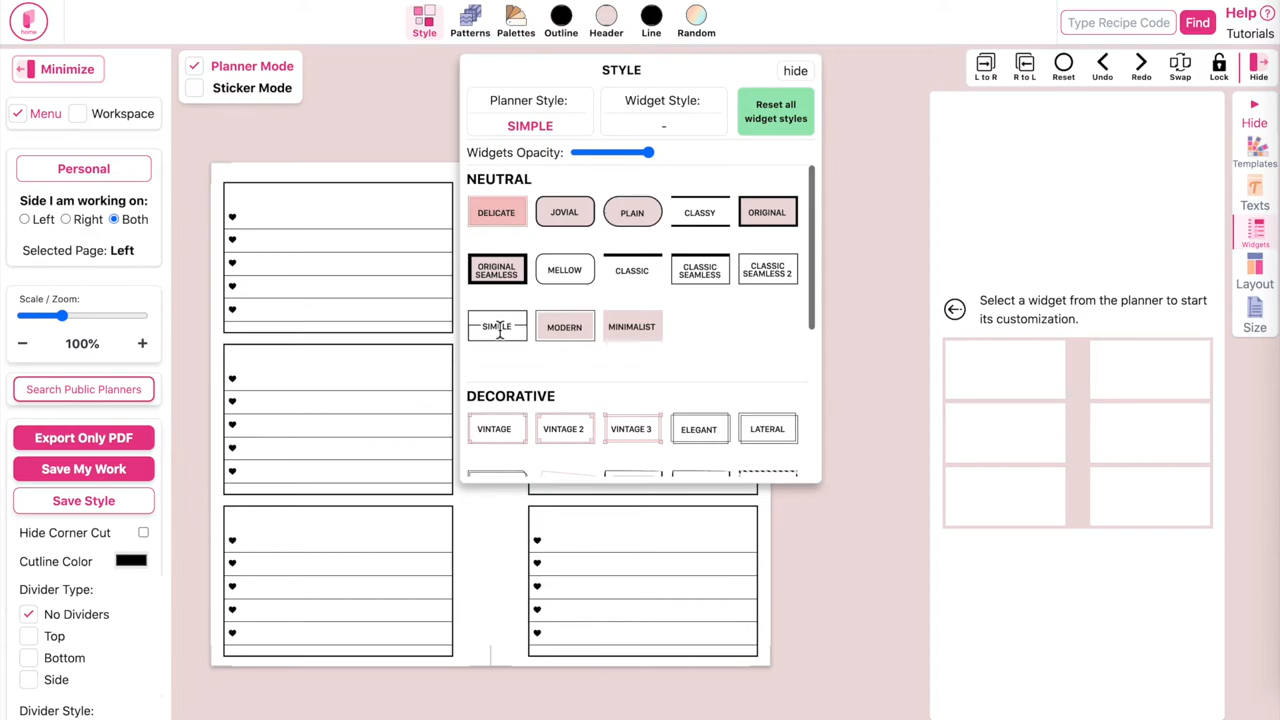 home
Style
Patterns
Palettes
Outline
Header
Line
Random
Type Recipe Code
Find
Help ?
Tutorials
Minimize
Menu
Workspace
Personal
Side I am working on:
Left Right Both
Selected Page: Left
Scale / Zoom:
− 100% +
Search Public Planners
Export Only PDF
Save My Work
Save Style
Hide Corner Cut
Cutline Color
Divider Type:
No Dividers
Top
Bottom
Side
Divider Style:
Planner Mode
Sticker Mode
STYLE
hide
Planner Style:
SIMPLE
Widget Style:
-
Reset all
widget styles
Widgets Opacity:
NEUTRAL
DELICATE
JOVIAL
PLAIN
CLASSY
ORIGINAL
ORIGINAL
SEAMLESS
MELLOW
CLASSIC
CLASSIC
SEAMLESS
CLASSIC
SEAMLESS 2
SIMPLE
MODERN
MINIMALIST
DECORATIVE
VINTAGE
VINTAGE 2
VINTAGE 3
ELEGANT
LATERAL
L to R
R to L
Reset
Undo
Redo
Swap
Lock
Hide
Select a widget from the planner to start
its customization.
Hide
Templates
T
Texts
Widgets
Layout
Size